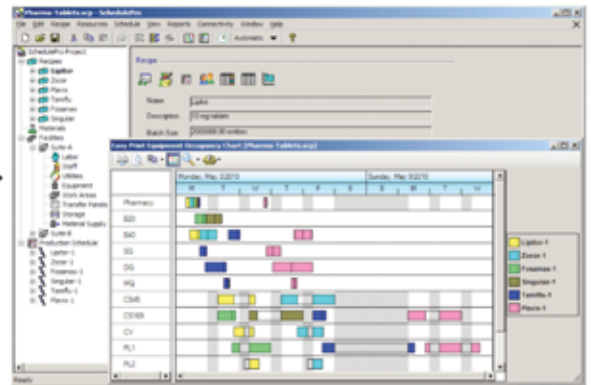 Pharma-Tablets.scp - SchedulePro
File Edit Recipe Resources Schedule View Reports Connectivity Window Help
Automatic
SchedulePro Project
Recipes
Lipitor
Zocor
Plavix
Tamiflu
Fosamax
Singulair
Materials
Facilities
Suite A
Labor
Staff
Utilities
Equipment
Work Areas
Transfer Panels
Storage
Material Supply
Suite B
Production Schedule
Lipitor-1
Zocor-1
Fosamax-1
Singulair-1
Tamiflu-1
Plavix-1
Ready
Recipe
Name Lipitor
Description 10 mg tablets
Batch Size
Easy Print Equipment Occupancy Chart (Pharma-Tablets.scp)
Monday, May 3/2010 Sunday, May 9/2010
M T W T F S S M T W
Pharmacy
B20
B40
SG
DG
MQ
CS45
CS16B
CV
PL1
PL2
Lipitor-1
Zocor-1
Fosamax-1
Singulair-1
Tamiflu-1
Plavix-1